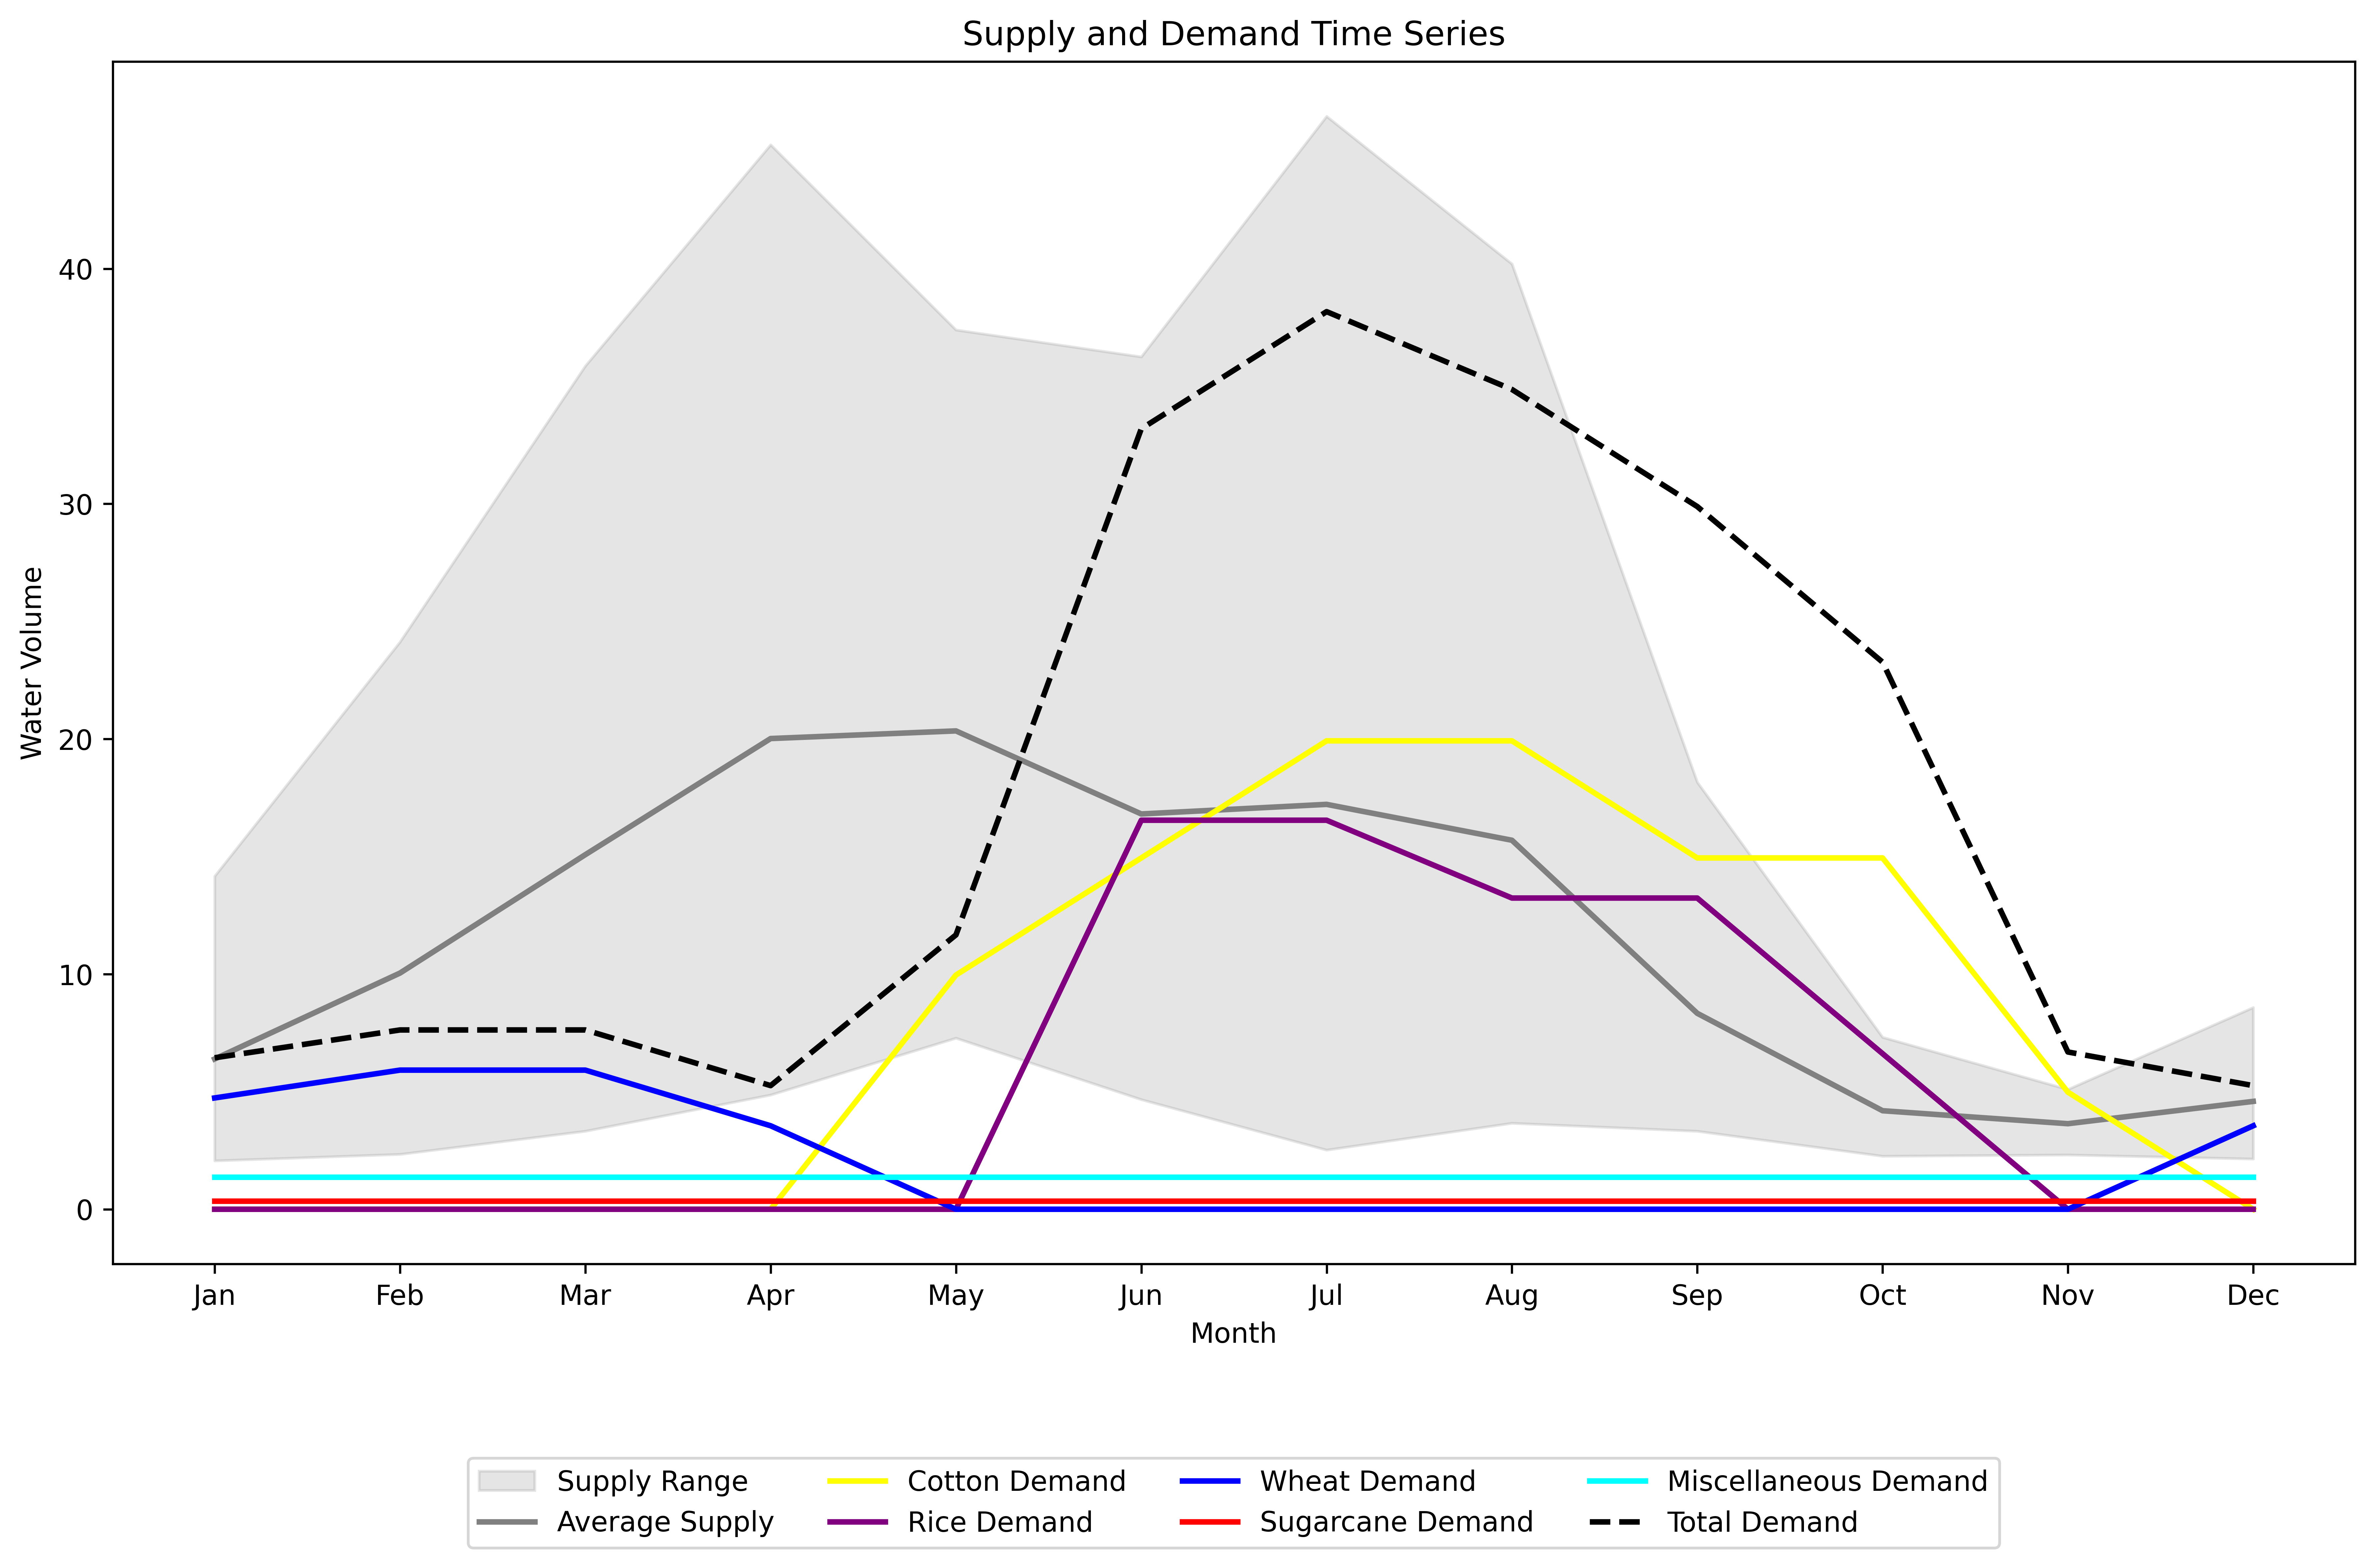 Supply and Demand Time Series
Water Volume
40
30
20
10
0
Jan Feb Mar Apr May Jun Jul Aug Sep Oct Nov Dec
Month
Supply Range Cotton Demand Wheat Demand Miscellaneous Demand
Average Supply Rice Demand Sugarcane Demand Total Demand